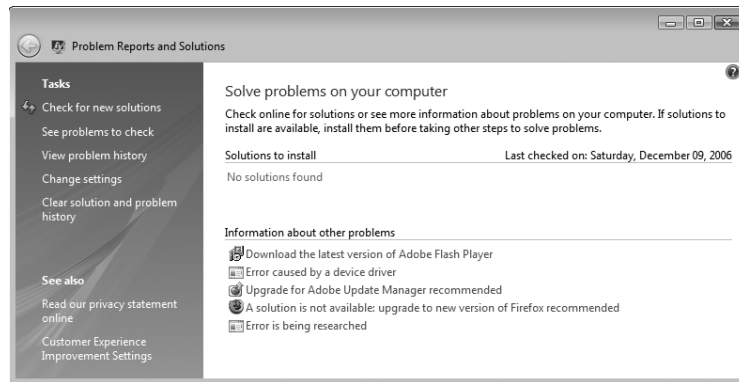 Problem Reports and Solutions
Tasks
Check for new solutions
See problems to check
View problem history
Change settings
Clear solution and problem
history
See also
Read our privacy statement
online
Customer Experience
Improvement Settings
Solve problems on your computer
Check online for solutions or see more information about problems on your computer. If solutions to
install are available, install them before taking other steps to solve problems.
Solutions to install Last checked on: Saturday, December 09, 2006
No solutions found
Information about other problems
Download the latest version of Adobe Flash Player
Error caused by a device driver
Upgrade for Adobe Update Manager recommended
A solution is not available: upgrade to new version of Firefox recommended
Error is being researched